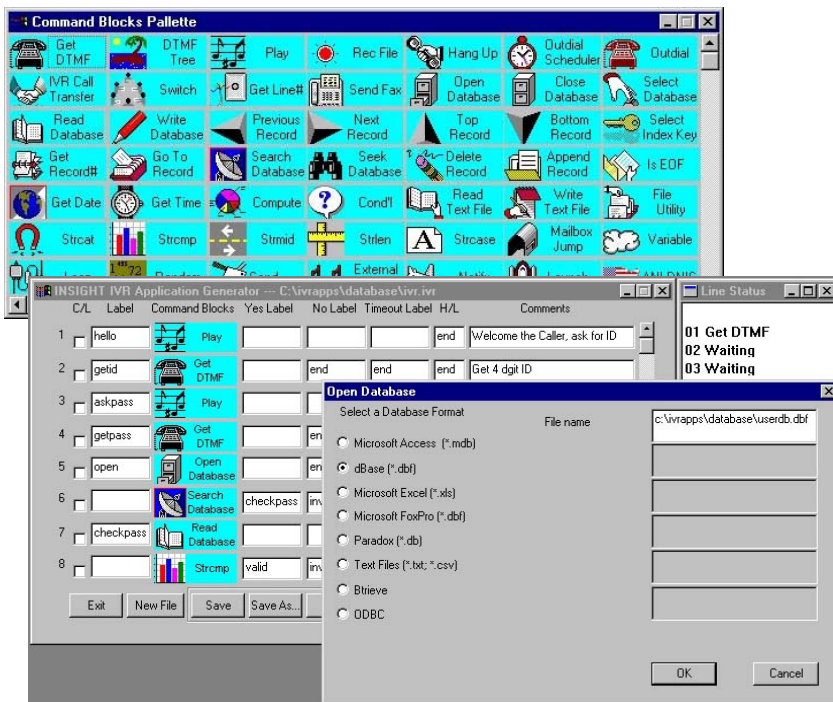 Command Blocks Pallette
Get DTMF
DTMF Tree
Play
Rec File
Hang Up
Outdial Scheduler
Outdial
IVR Call Transfer
Switch
Get Line#
Send Fax
Open Database
Close Database
Select Database
Read Database
Write Database
Previous Record
Next Record
Top Record
Bottom Record
Select Index Key
Get Record#
Go To Record
Search Database
Seek Database
Delete Record
Append Record
Is EOF
Get Date
Get Time
Compute
Cond'l
Read Text File
Write Text File
File Utility
Strcat
Strcmp
Strmid
Strlen
A Strcase
Mailbox Jump
Variable
72
External
INSIGHT IVR Application Generator --- C:\ivrapps\database\ivr.ivr
C/L Label Command Blocks Yes Label No Label Timeout Label H/L Comments
1 hello Play end Welcome the Caller, ask for ID
2 getid Get DTMF end end end Get 4 dgit ID
3 askpass Play
4 getpass Get DTMF
5 open Open Database
6 Search Database checkpass
7 checkpass Read Database
8 Strcmp valid
Exit New File Save Save As...
Line Status
01 Get DTMF
02 Waiting
03 Waiting
Open Database
Select a Database Format
File name
c:\ivrapps\database\userdb.dbf
Microsoft Access (*.mdb)
dBase (*.dbf)
Microsoft Excel (*.xls)
Microsoft FoxPro (*.dbf)
Paradox (*.db)
Text Files (*.txt; *.csv)
Btrieve
ODBC
OK Cancel